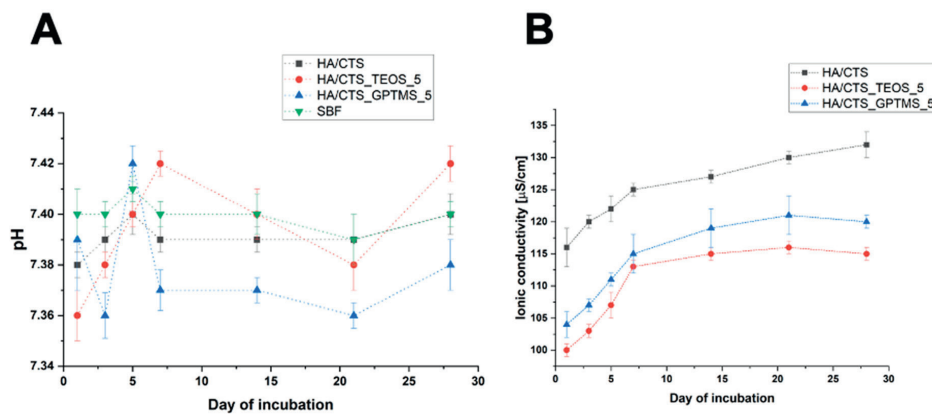 A
HA/CTS
HA/CTS_TEOS_5
HA/CTS_GPTMS_5
SBF
7.44
7.42
7.40
7.38
7.36
7.34
pH
0 5 10 15 20 25 30
Day of incubation
B
HA/CTS
HA/CTS_TEOS_5
HA/CTS_GPTMS_5
135
130
125
120
115
110
105
100
Ionic conductivity [µS/cm]
0 5 10 15 20 25 30
Day of incubation